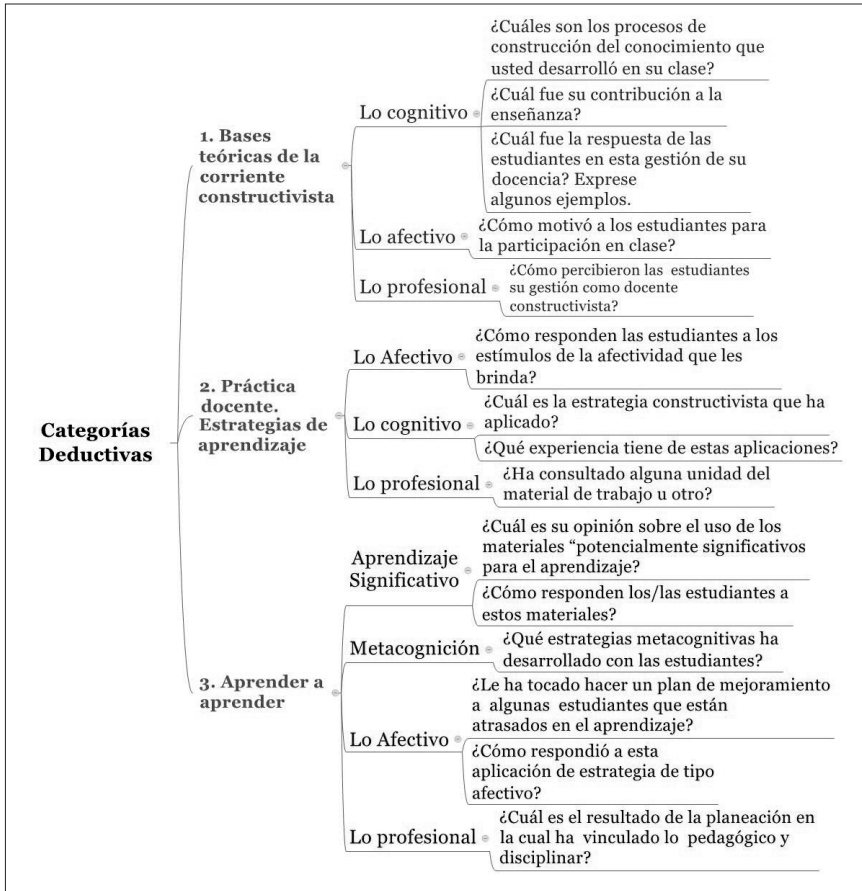 Categorías
Deductivas
1. Bases
teóricas de la
corriente
constructivista
Lo cognitivo
¿Cuáles son los procesos de
construcción del conocimiento que
usted desarrolló en su clase?
¿Cuál fue su contribución a la
enseñanza?
¿Cuál fue la respuesta de las
estudiantes en esta gestión de su
docencia? Exprese
algunos ejemplos.
Lo afectivo
¿Cómo motivó a los estudiantes para
la participación en clase?
Lo profesional
¿Cómo percibieron las estudiantes
su gestión como docente
constructivista?
2. Práctica
docente.
Estrategias de
aprendizaje
Lo Afectivo
¿Cómo responden las estudiantes a los
estímulos de la afectividad que les
brinda?
Lo cognitivo
¿Cuál es la estrategia constructivista que ha
aplicado?
¿Qué experiencia tiene de estas aplicaciones?
Lo profesional
¿Ha consultado alguna unidad del
material de trabajo u otro?
3. Aprender a
aprender
Aprendizaje
Significativo
¿Cuál es su opinión sobre el uso de los
materiales “potencialmente significativos
para el aprendizaje?
¿Cómo responden los/las estudiantes a
estos materiales?
Metacognición
¿Qué estrategias metacognitivas ha
desarrollado con las estudiantes?
Lo Afectivo
¿Le ha tocado hacer un plan de mejoramiento
a algunas estudiantes que están
atrasados en el aprendizaje?
¿Cómo respondió a esta
aplicación de estrategia de tipo
afectivo?
Lo profesional
¿Cuál es el resultado de la planeación en
la cual ha vinculado lo pedagógico y
disciplinar?